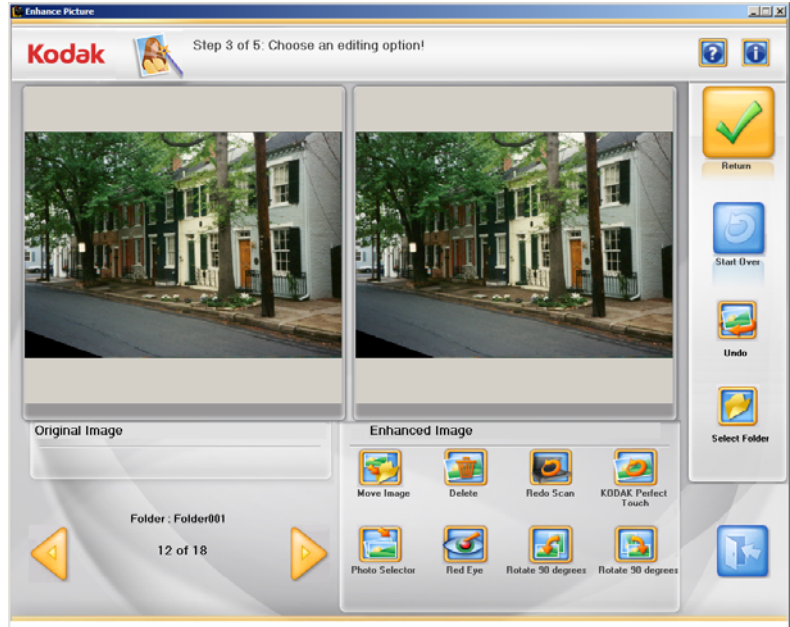 Enhance Picture
Kodak
Step 3 of 5: Choose an editing option!
Return
Start Over
Undo
Select Folder
Original Image
Enhanced Image
Move Image
Delete
Redo Scan
KODAK Perfect
Touch
Folder : Folder001
12 of 18
Photo Selector
Red Eye
Rotate 90 degrees
Rotate 90 degrees